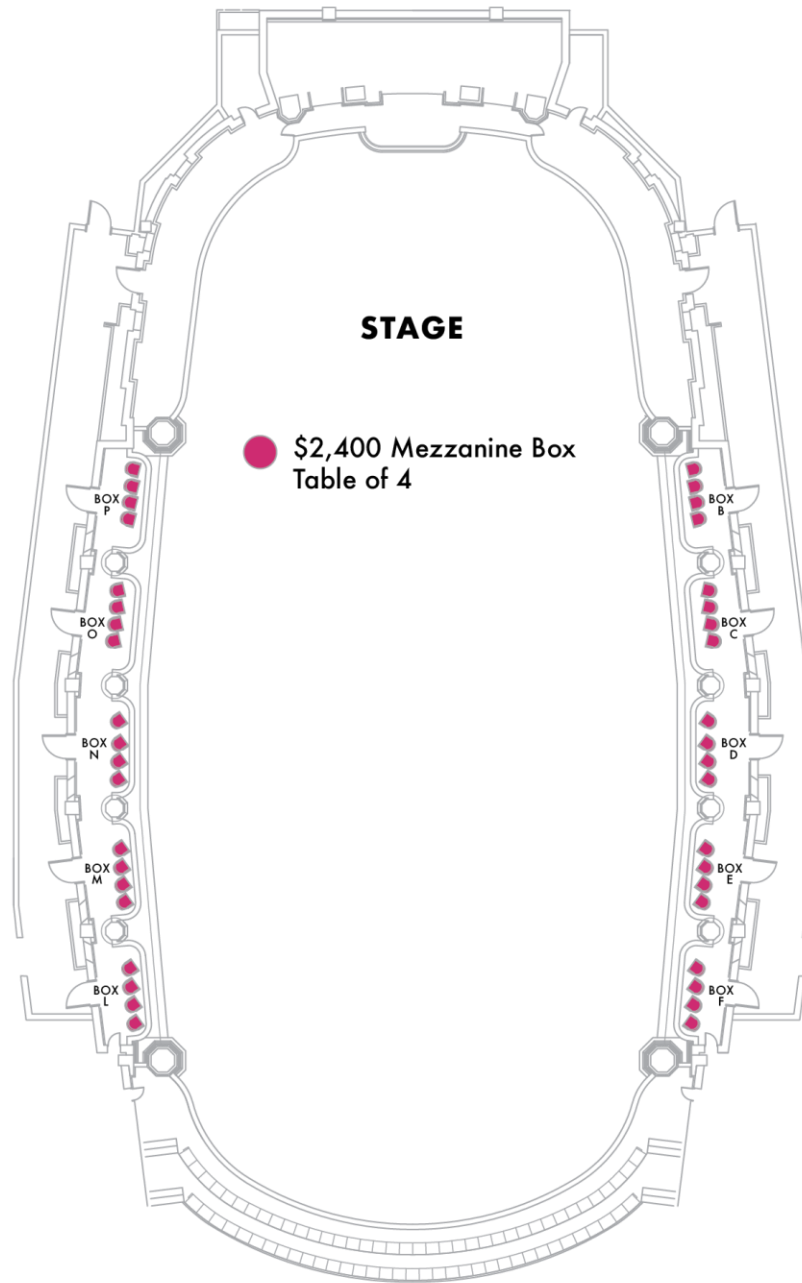 STAGE
$2,400 Mezzanine Box
Table of 4
BOX
P
BOX
B
BOX
O
BOX
C
BOX
N
BOX
D
BOX
M
BOX
E
BOX
L
BOX
F